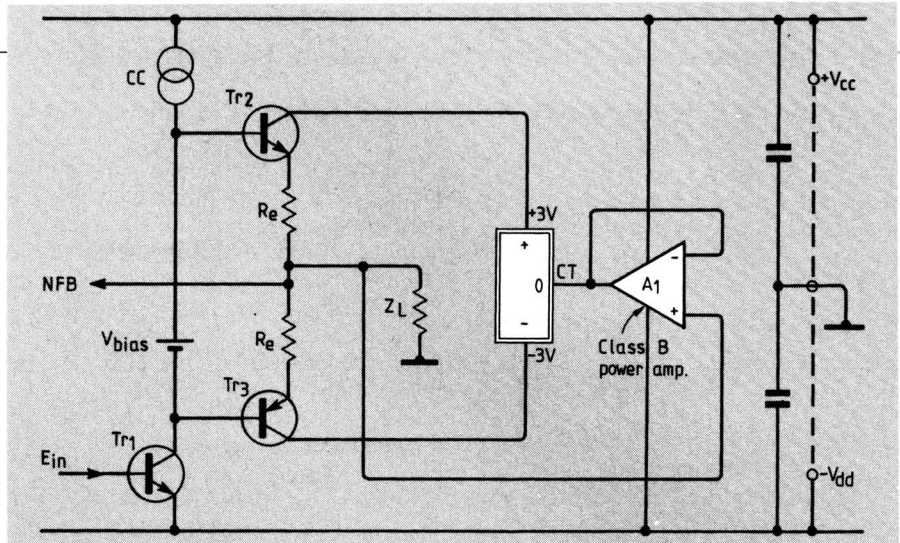 CC
Tr2
+Vcc
Re
+3V
+
-
NFB
0
CT
A1
ZL
+
Vbias
Re
-
-3V
Class B
power amp.
Tr3
Tr1
Ein
-Vdd